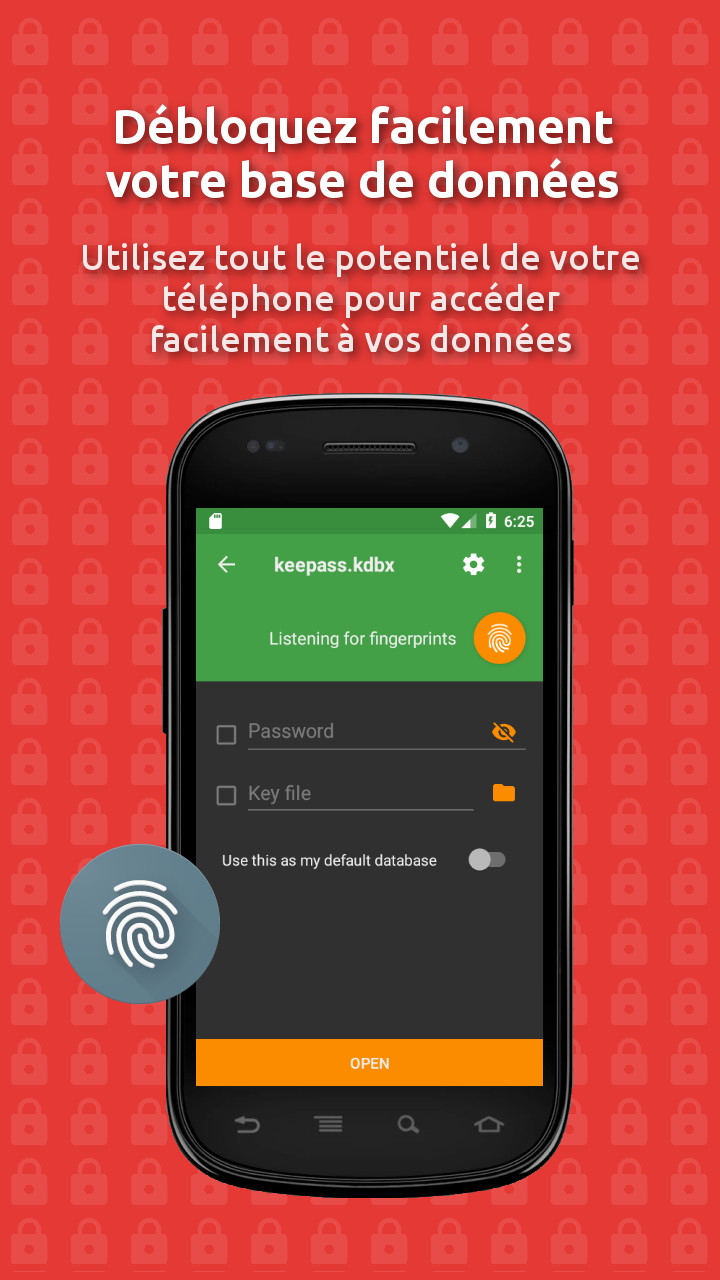 Débloquez facilement
votre base de données
Utilisez tout le potentiel de votre
téléphone pour accéder
facilement à vos données
6:25
keepass.kdbx
Listening for fingerprints
Password
Key file
Use this as my default database
OPEN